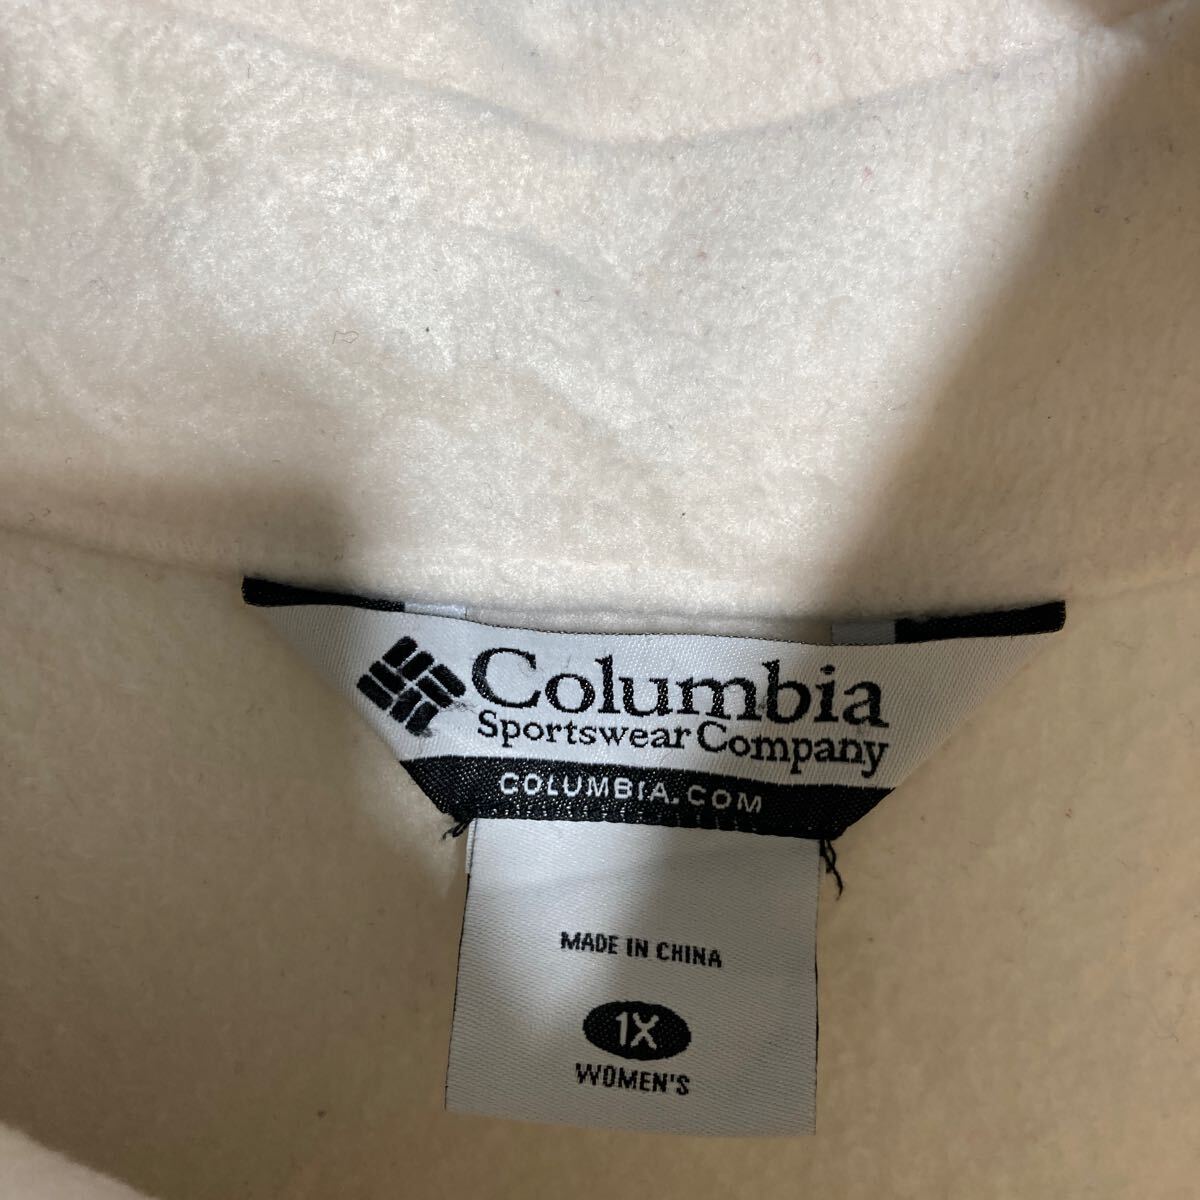 Columbia
Sportswear Company
COLUMBIA.COM
MADE IN CHINA
1X
WOMEN'S